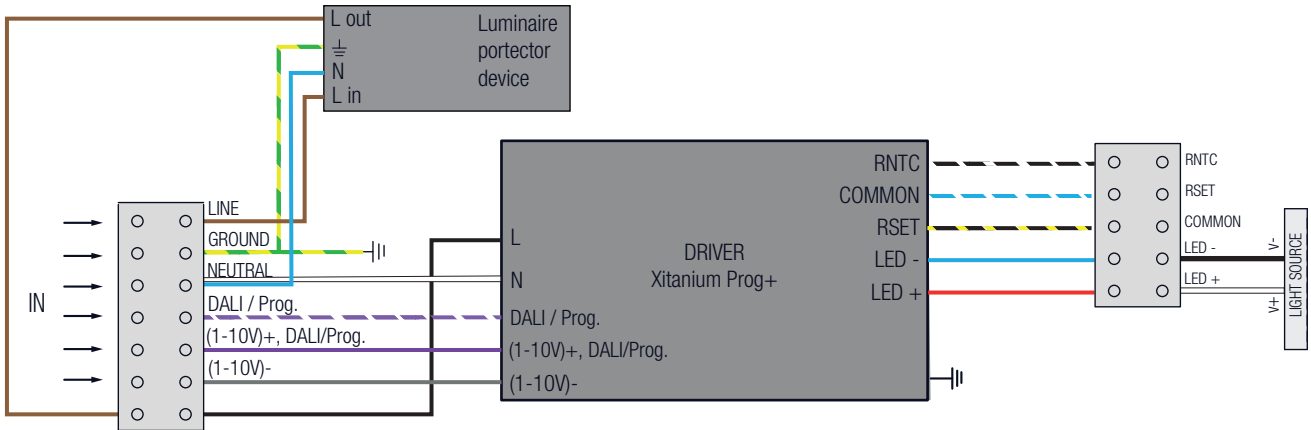 L out
N
L in
Luminaire
portector
device
IN
LINE
GROUND
NEUTRAL
DALI / Prog.
(1-10V)+, DALI/Prog.
(1-10V)-
L
N
DALI / Prog.
(1-10V)+, DALI/Prog.
(1-10V)-
DRIVER
Xitanium Prog+
RNTC
COMMON
RSET
LED -
LED +
RNTC
RSET
COMMON
LED -
LED +
V-
V+
LIGHT SOURCE